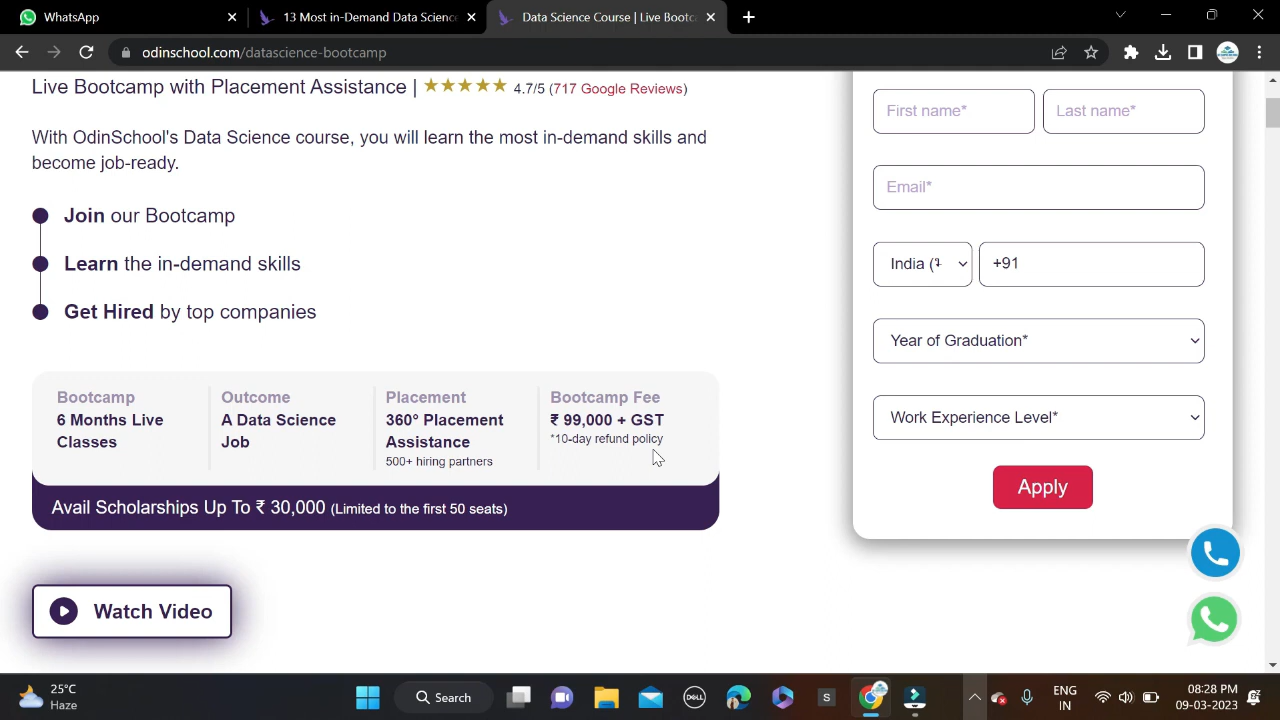 WhatsApp
13 Most in-Demand Data Science
Data Science Course | Live Bootc
odinschool.com/datascience-bootcamp
Live Bootcamp with Placement Assistance | ★★★★★ 4.7/5 (717 Google Reviews)
With OdinSchool's Data Science course, you will learn the most in-demand skills and
become job-ready.
Join our Bootcamp
Learn the in-demand skills
Get Hired by top companies
Bootcamp
6 Months Live
Classes
Outcome
A Data Science
Job
Placement
360° Placement
Assistance
500+ hiring partners
Bootcamp Fee
₹ 99,000 + GST
*10-day refund policy
Avail Scholarships Up To ₹ 30,000 (Limited to the first 50 seats)
Watch Video
First name*
Last name*
Email*
India (
+91
Year of Graduation*
Work Experience Level*
Apply
25°C
Haze
Search
DELL
S
ENG
IN
08:28 PM
09-03-2023